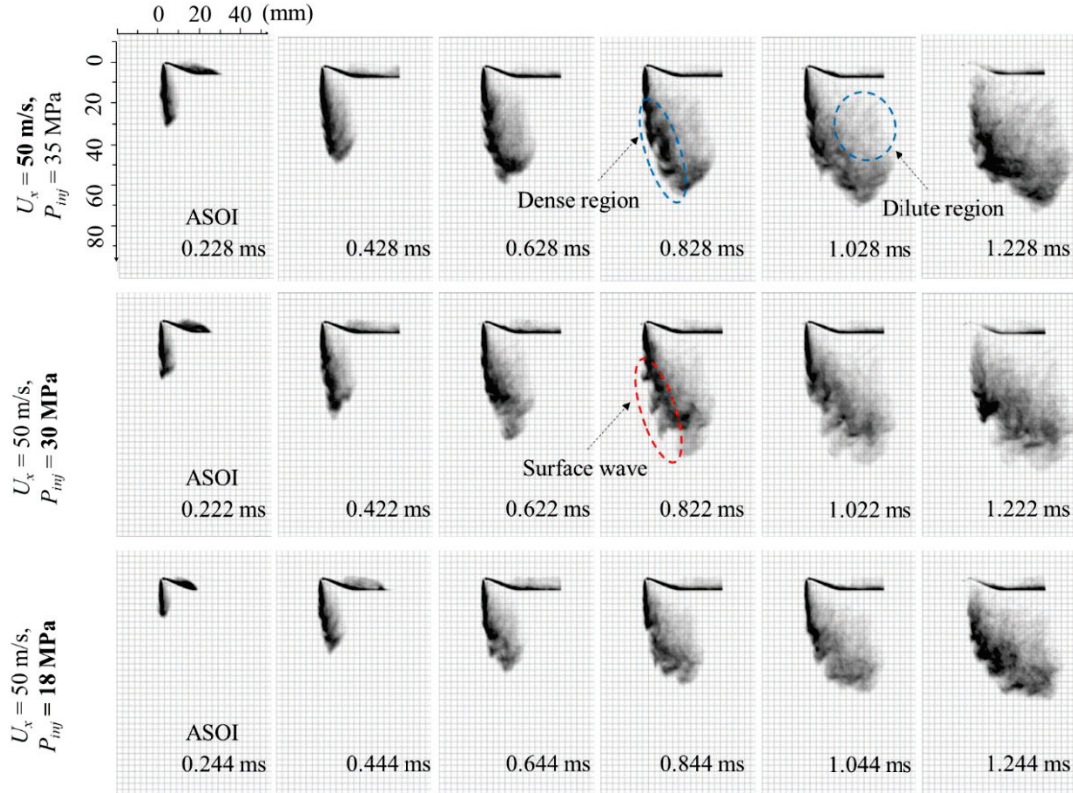 0 20 40 (mm)
0
20
40
60
80
U_x = 50 m/s,
P_inj = 35 MPa
Dense region
Dilute region
ASOI
0.228 ms
0.428 ms
0.628 ms
0.828 ms
1.028 ms
1.228 ms
U_x = 50 m/s,
P_inj = 30 MPa
Surface wave
ASOI
0.222 ms
0.422 ms
0.622 ms
0.822 ms
1.022 ms
1.222 ms
U_x = 50 m/s,
P_inj = 18 MPa
ASOI
0.244 ms
0.444 ms
0.644 ms
0.844 ms
1.044 ms
1.244 ms